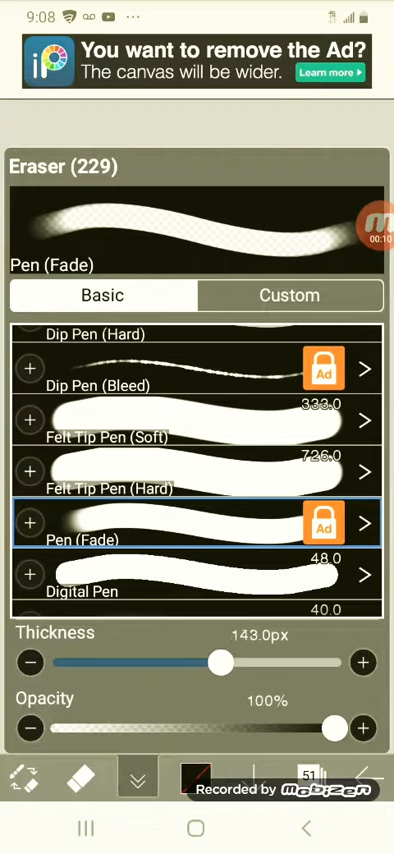 9:08
iP
You want to remove the Ad?
The canvas will be wider.
Learn more
Eraser (229)
00:10
Pen (Fade)
Basic
Custom
Dip Pen (Hard)
Ad
Dip Pen (Bleed)
333.0
Felt Tip Pen (Soft)
726.0
Felt Tip Pen (Hard)
Ad
Pen (Fade)
48.0
Digital Pen
40.0
Thickness
143.0px
Opacity
100%
51
Recorded by mobizen